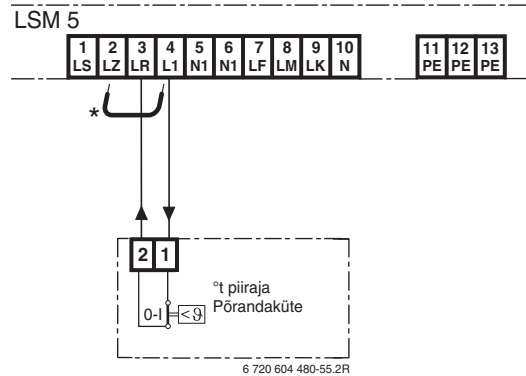 LSM 5
1 2 3 4 5 6 7 8 9 10 11 12 13
LS LZ LR L1 N1 N1 LF LM LK N PE PE PE
*
2 1
°t piiraja
Põrandaküte
0-I <ϑ
6 720 604 480-55.2R